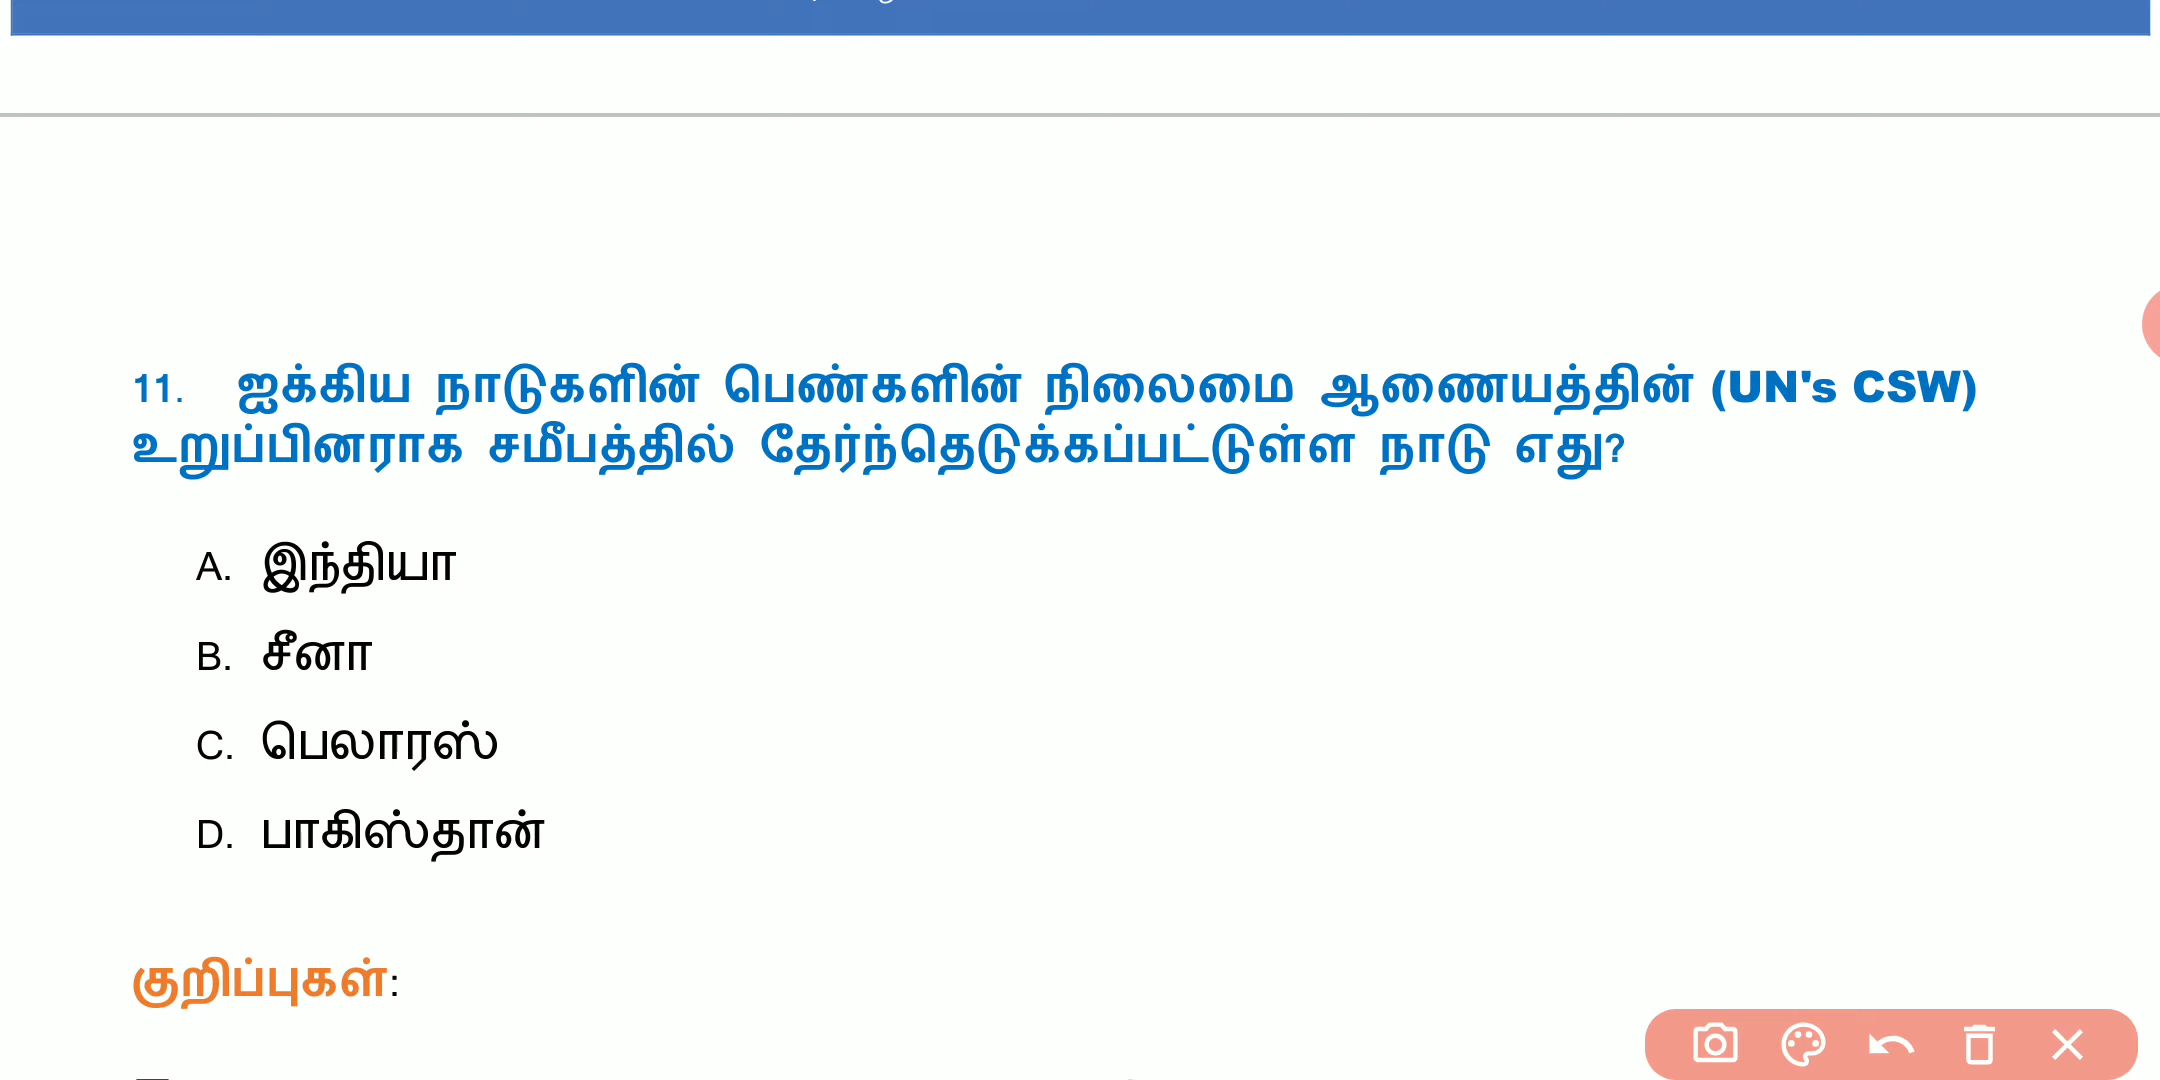 11. ஐக்கிய நாடுகளின் பெண்களின் நிலைமை ஆணையத்தின் (UN's CSW)
உறுப்பினராக சமீபத்தில் தேர்ந்தெடுக்கப்பட்டுள்ள நாடு எது?
A. இந்தியா
B. சீனா
C. பெலாரஸ்
D. பாகிஸ்தான்
குறிப்புகள்: